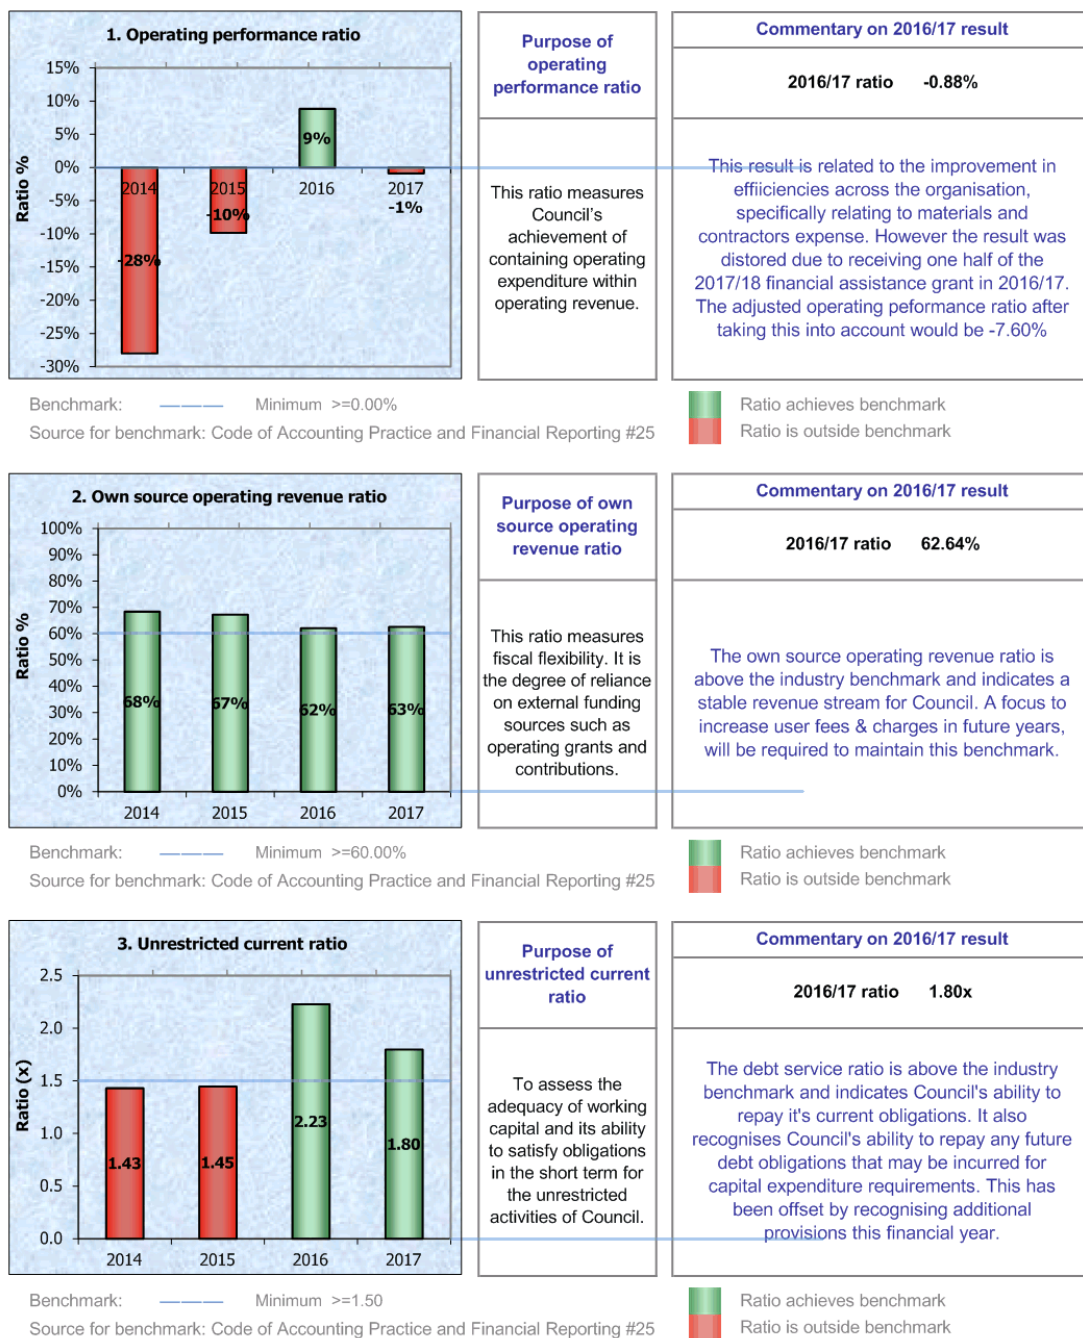 1. Operating performance ratio
15%
10%
5%
0%
-5%
-10%
-15%
-20%
-25%
-30%
Ratio %
2014
2015
2016
2017
-28%
-10%
9%
-1%
Purpose of
operating
performance ratio
This ratio measures
Council's
achievement of
containing operating
expenditure within
operating revenue.
Commentary on 2016/17 result
2016/17 ratio -0.88%
This result is related to the improvement in
effiiciencies across the organisation,
specifically relating to materials and
contractors expense. However the result was
distored due to receiving one half of the
2017/18 financial assistance grant in 2016/17.
The adjusted operating peformance ratio after
taking this into account would be -7.60%
Benchmark: Minimum >=0.00%
Source for benchmark: Code of Accounting Practice and Financial Reporting #25
Ratio achieves benchmark
Ratio is outside benchmark
2. Own source operating revenue ratio
100%
90%
80%
70%
60%
50%
40%
30%
20%
10%
0%
Ratio %
68%
67%
62%
63%
2014
2015
2016
2017
Purpose of own
source operating
revenue ratio
This ratio measures
fiscal flexibility. It is
the degree of reliance
on external funding
sources such as
operating grants and
contributions.
Commentary on 2016/17 result
2016/17 ratio 62.64%
The own source operating revenue ratio is
above the industry benchmark and indicates a
stable revenue stream for Council. A focus to
increase user fees & charges in future years,
will be required to maintain this benchmark.
Benchmark: Minimum >=60.00%
Source for benchmark: Code of Accounting Practice and Financial Reporting #25
Ratio achieves benchmark
Ratio is outside benchmark
3. Unrestricted current ratio
2.5
2.0
1.5
1.0
0.5
0.0
Ratio (x)
1.43
1.45
2.23
1.80
2014
2015
2016
2017
Purpose of
unrestricted current
ratio
To assess the
adequacy of working
capital and its ability
to satisfy obligations
in the short term for
the unrestricted
activities of Council.
Commentary on 2016/17 result
2016/17 ratio 1.80x
The debt service ratio is above the industry
benchmark and indicates Council's ability to
repay it's current obligations. It also
recognises Council's ability to repay any future
debt obligations that may be incurred for
capital expenditure requirements. This has
been offset by recognising additional
provisions this financial year.
Benchmark: Minimum >=1.50
Source for benchmark: Code of Accounting Practice and Financial Reporting #25
Ratio achieves benchmark
Ratio is outside benchmark